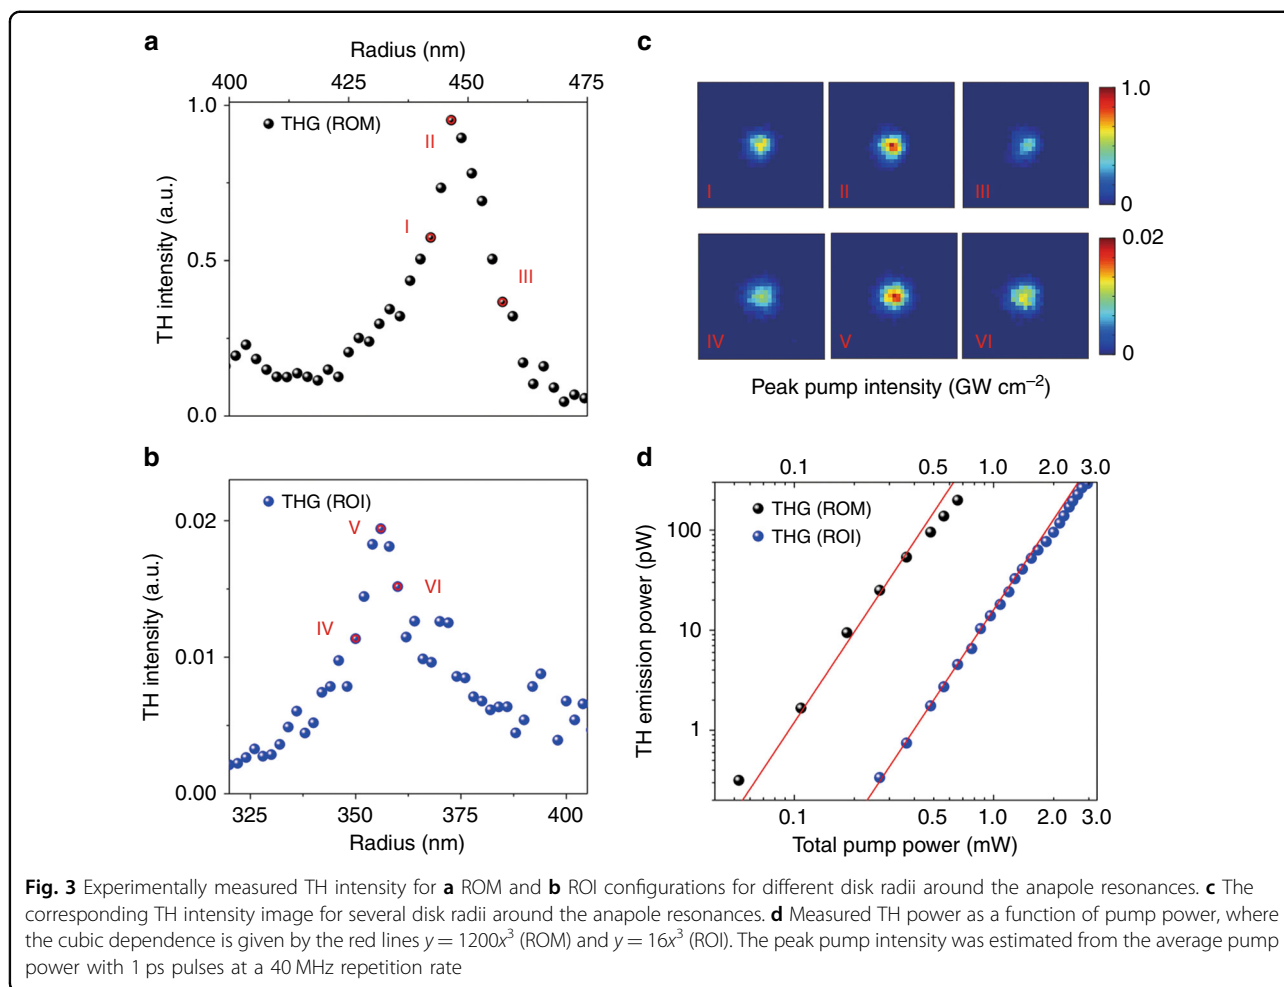 a
Radius (nm)
400 425 450 475
1.0
THG (ROM)
II
I
0.5
III
0.0
TH intensity (a.u.)
b
THG (ROI)
0.02
V
VI
IV
0.01
0.00
TH intensity (a.u.)
325 350 375 400
Radius (nm)
c
I II III
1.0
0
IV V VI
0.02
0
Peak pump intensity (GW cm⁻²)
d
0.1 0.5 1.0 2.0 3.0
THG (ROM)
THG (ROI)
100
10
1
TH emission power (pW)
0.1 0.5 1.0 2.0 3.0
Total pump power (mW)
Fig. 3 Experimentally measured TH intensity for a ROM and b ROI configurations for different disk radii around the anapole resonances. c The
corresponding TH intensity image for several disk radii around the anapole resonances. d Measured TH power as a function of pump power, where
the cubic dependence is given by the red lines y = 1200x³ (ROM) and y = 16x³ (ROI). The peak pump intensity was estimated from the average pump
power with 1 ps pulses at a 40 MHz repetition rate